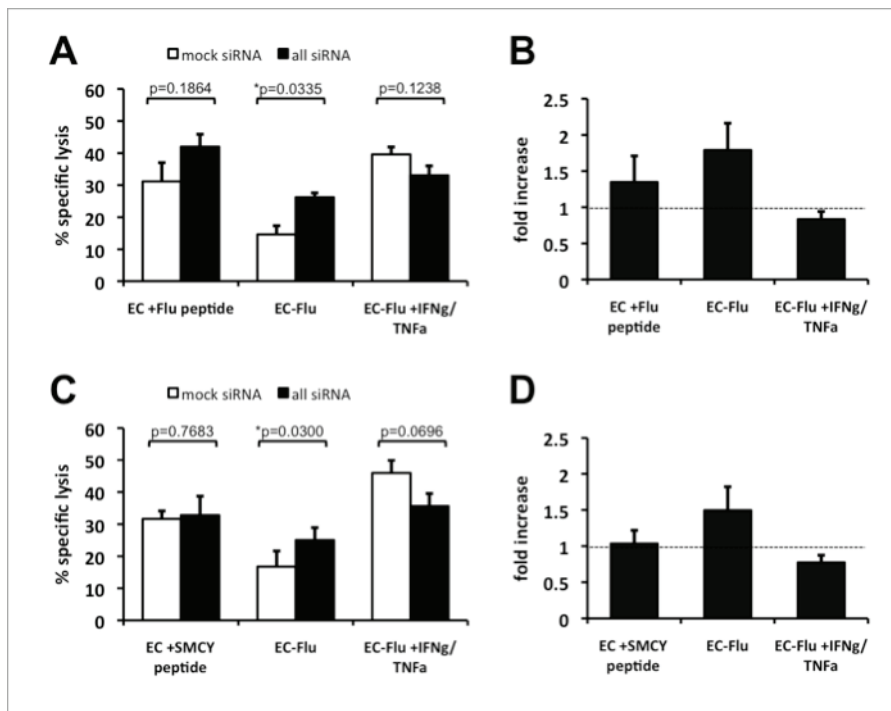 A
mock siRNA all siRNA
p=0.1864 *p=0.0335 p=0.1238
% specific lysis
60
50
40
30
20
10
0
EC +Flu peptide EC-Flu EC-Flu +IFNg/
TNFa
B
fold increase
2.5
2
1.5
1
0.5
0
EC +Flu
peptide
EC-Flu EC-Flu +IFNg/
TNFa
C
mock siRNA all siRNA
p=0.7683 *p=0.0300 p=0.0696
% specific lysis
60
50
40
30
20
10
0
EC +SMCY
peptide
EC-Flu EC-Flu +IFNg/
TNFa
D
fold increase
2.5
2
1.5
1
0.5
0
EC +SMCY
peptide
EC-Flu EC-Flu +IFNg/
TNFa